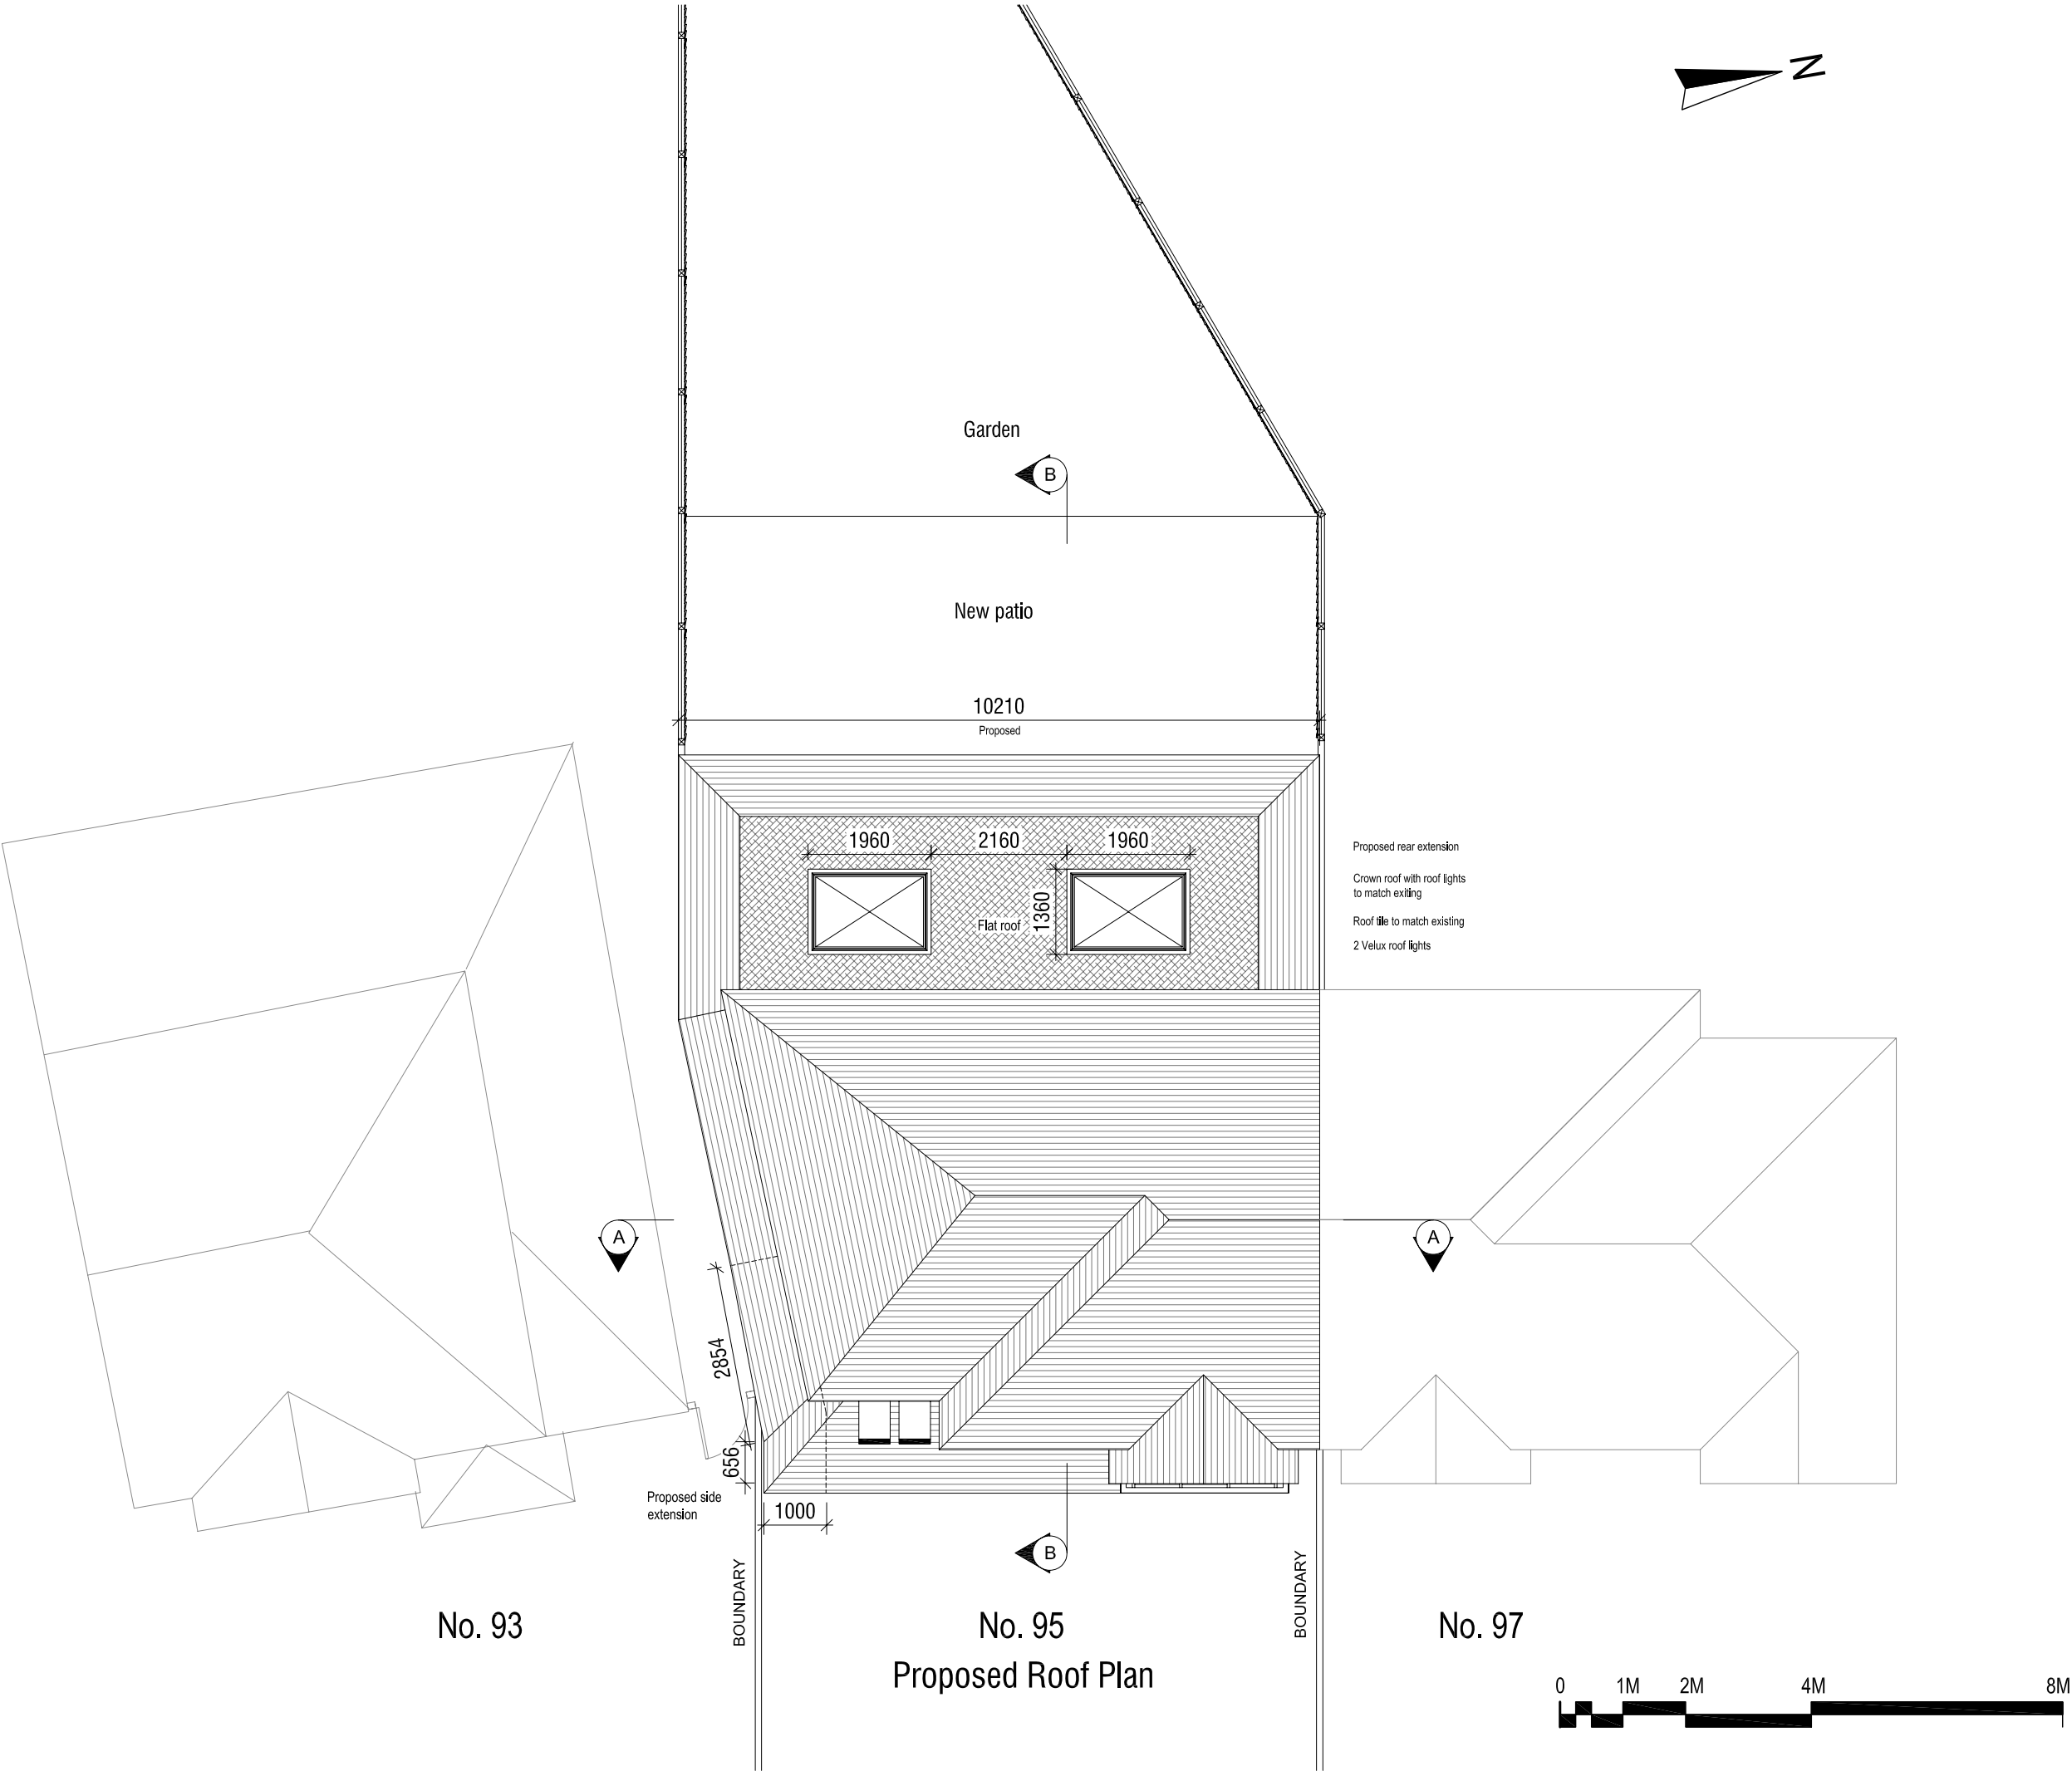 N
Garden
B
New patio
10210
Proposed
1960
2160
1960
1360
Flat roof
Proposed rear extension
Crown roof with roof lights
to match exiting
Roof tile to match existing
2 Velux roof lights
A
A
2854
656
Proposed side
extension
1000
B
BOUNDARY
BOUNDARY
No. 93
No. 95
No. 97
Proposed Roof Plan
0 1M 2M 4M 8M